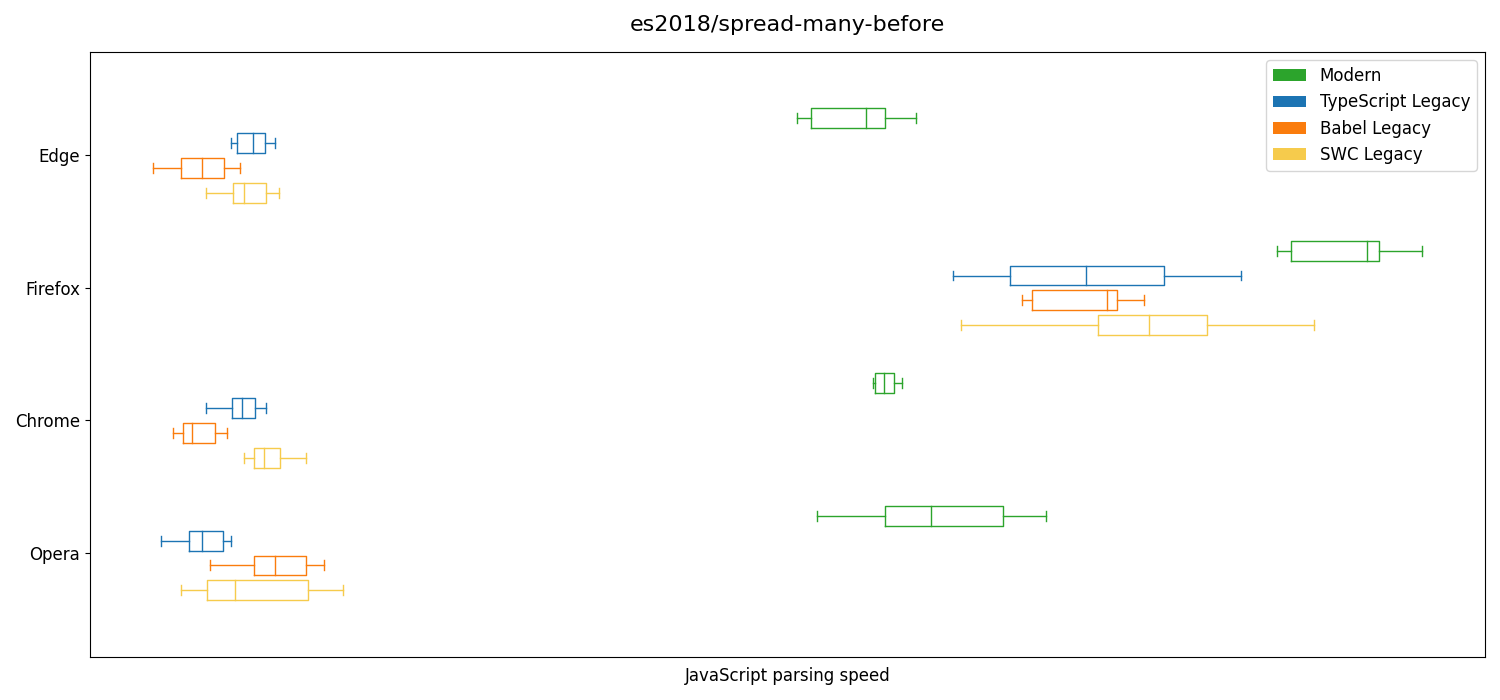 es2018/spread-many-before
Modern
TypeScript Legacy
Babel Legacy
SWC Legacy
Edge
Firefox
Chrome
Opera
JavaScript parsing speed